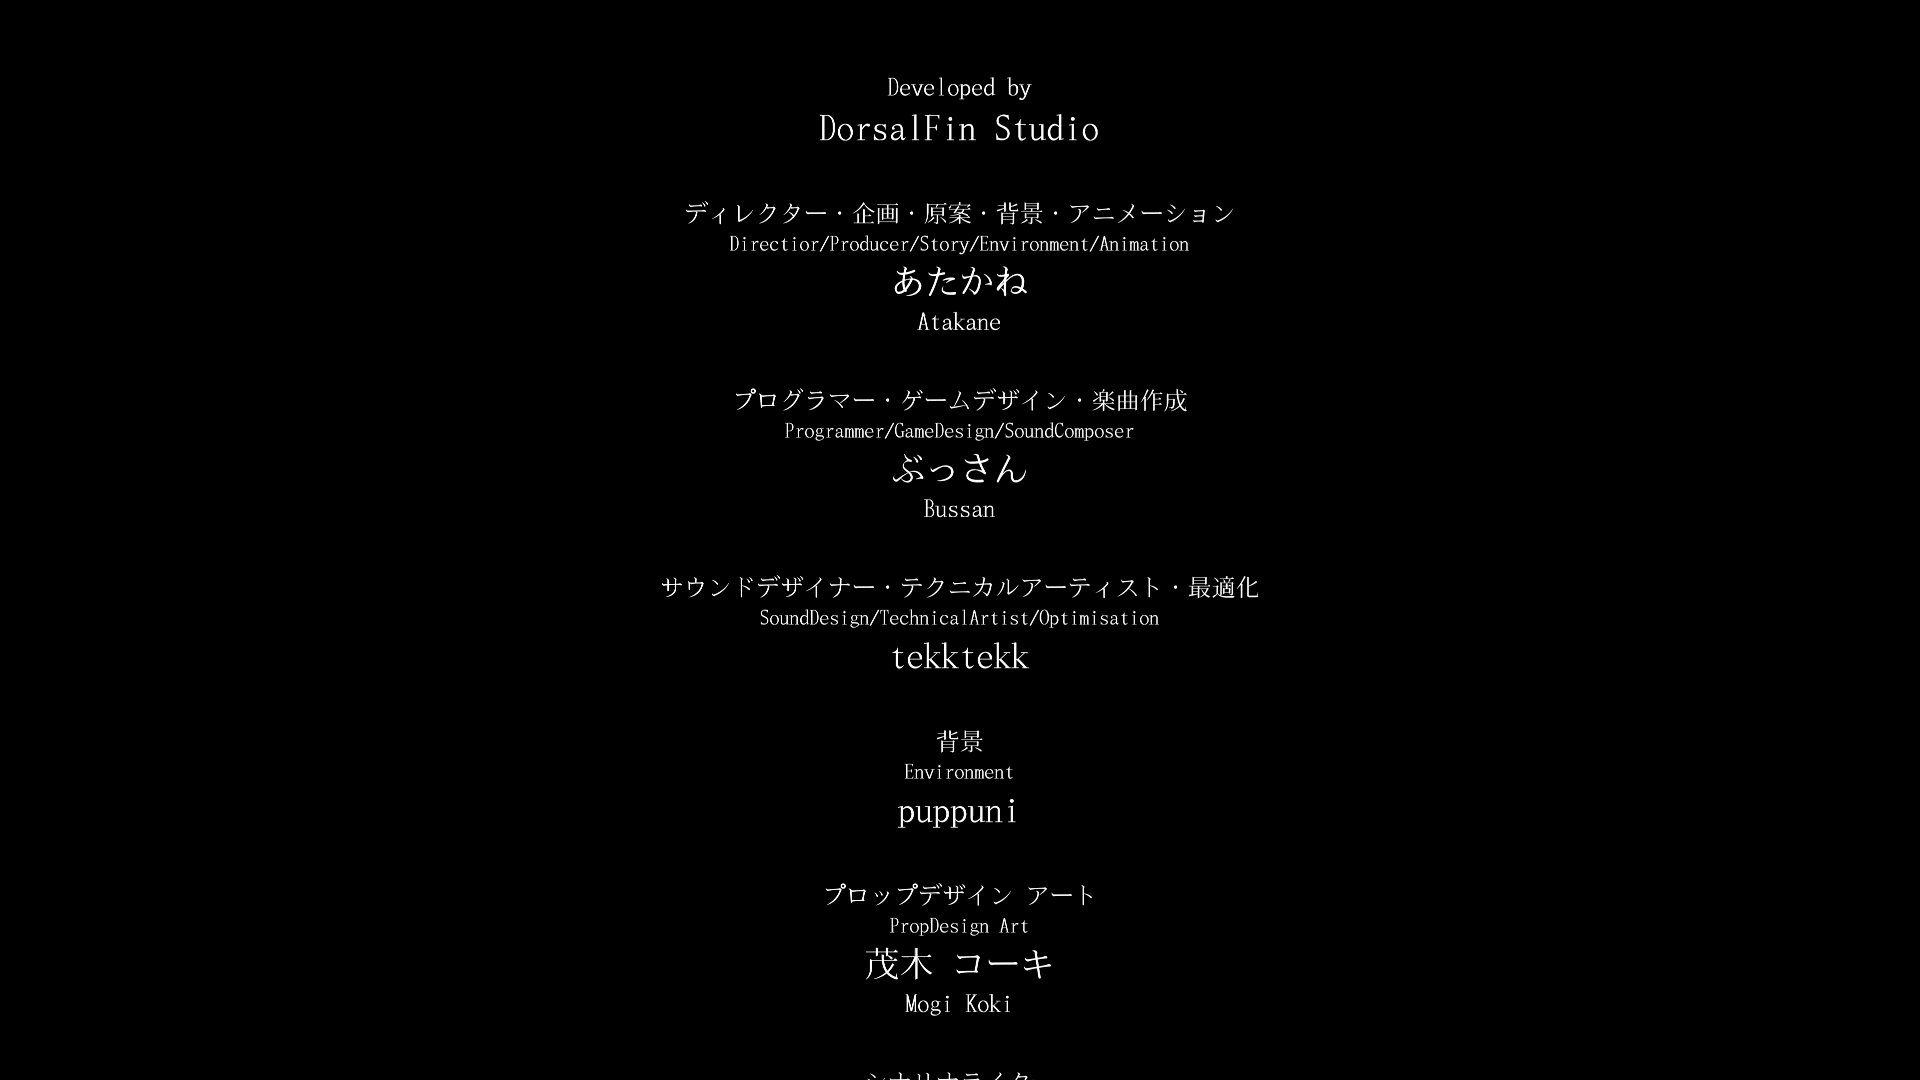 Developed by
DorsalFin Studio
ディレクター・企画・原案・背景・アニメーション
Directior/Producer/Story/Environment/Animation
あたかね
Atakane
プログラマー・ゲームデザイン・楽曲作成
Programmer/GameDesign/SoundComposer
ぶっさん
Bussan
サウンドデザイナー・テクニカルアーティスト・最適化
SoundDesign/TechnicalArtist/Optimisation
tekktekk
背景
Environment
puppuni
プロップデザイン アート
PropDesign Art
茂木 コーキ
Mogi Koki